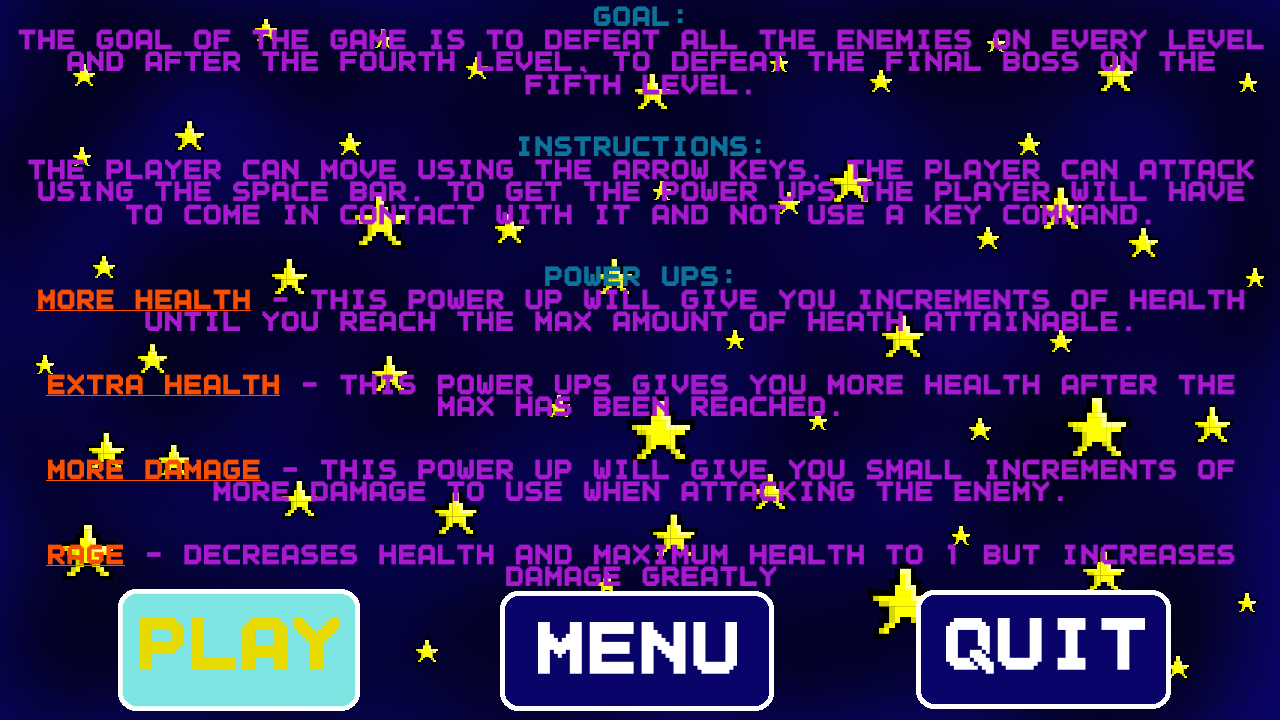 GOAL:
THE GOAL OF THE GAME IS TO DEFEAT ALL THE ENEMIES ON EVERY LEVEL
AND AFTER THE FOURTH LEVEL, TO DEFEAT THE FINAL BOSS ON THE
FIFTH LEVEL.
INSTRUCTIONS:
THE PLAYER CAN MOVE USING THE ARROW KEYS. THE PLAYER CAN ATTACK
USING THE SPACE BAR. TO GET THE POWER UPS THE PLAYER WILL HAVE
TO COME IN CONTACT WITH IT AND NOT USE A KEY COMMAND.
POWER UPS:
MORE HEALTH - THIS POWER UP WILL GIVE YOU INCREMENTS OF HEALTH
UNTIL YOU REACH THE MAX AMOUNT OF HEATH ATTAINABLE.
EXTRA HEALTH - THIS POWER UPS GIVES YOU MORE HEALTH AFTER THE
MAX HAS BEEN REACHED.
MORE DAMAGE - THIS POWER UP WILL GIVE YOU SMALL INCREMENTS OF
MORE DAMAGE TO USE WHEN ATTACKING THE ENEMY.
RAGE - DECREASES HEALTH AND MAXIMUM HEALTH TO 1 BUT INCREASES
DAMAGE GREATLY
PLAY MENU QUIT